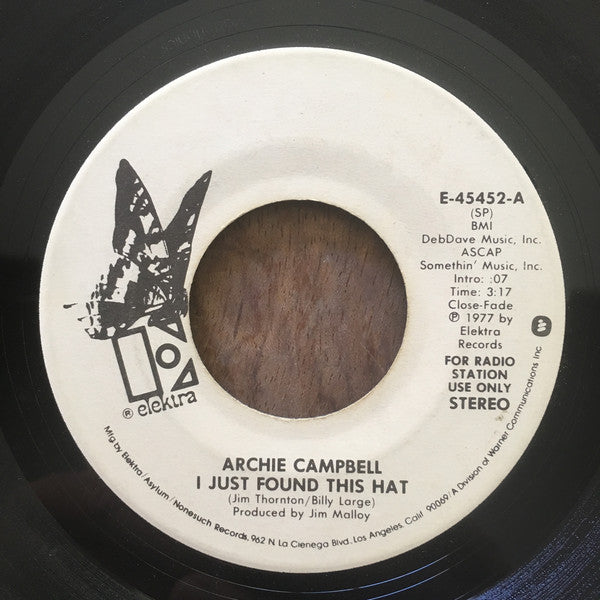 E-45452-A
(SP)
BMI
DebDave Music, Inc.
ASCAP
Somethin' Music, Inc.
Intro: :07
Time: 3:17
Close-Fade
℗ 1977 by
Elektra
Records
FOR RADIO
STATION
USE ONLY
STEREO
® elektra
ARCHIE CAMPBELL
I JUST FOUND THIS HAT
(Jim Thornton/Billy Large)
Produced by Jim Malloy
Mfg by Elektra/Asylum/Nonesuch Records, 962 N. La Cienega Blvd., Los Angeles, Calif. 90069/A Division of Warner Communications Inc